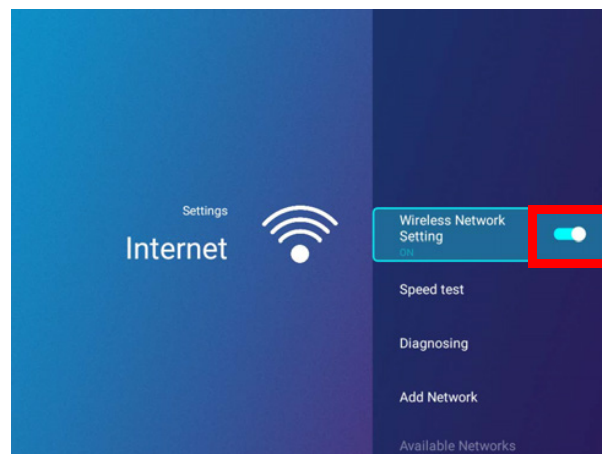 Settings
Internet
Wireless Network
Setting
ON
Speed test
Diagnosing
Add Network
Available Networks